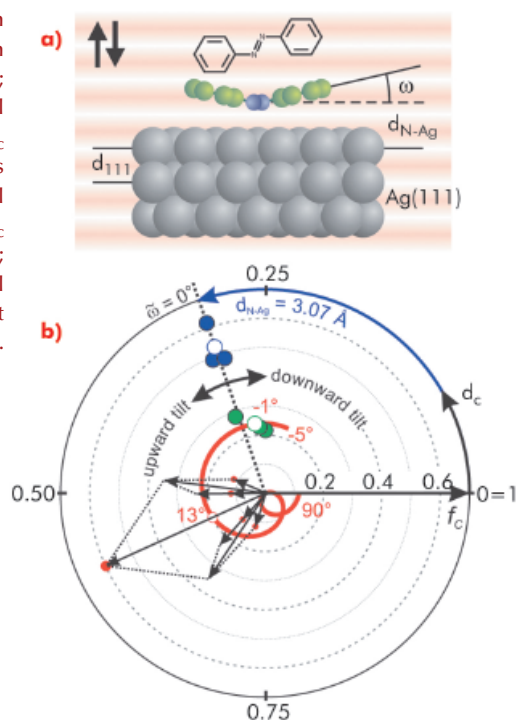 a)
N
N
ω
d_N-Ag
d_111
Ag(111)
b)
0.25
ω̃ = 0°
d_N-Ag = 3.07 Å
d_c
upward tilt
downward tilt
-1°
-5°
0.50
0.2 0.4 0.6
0=1
f_c
13°
90°
0.75